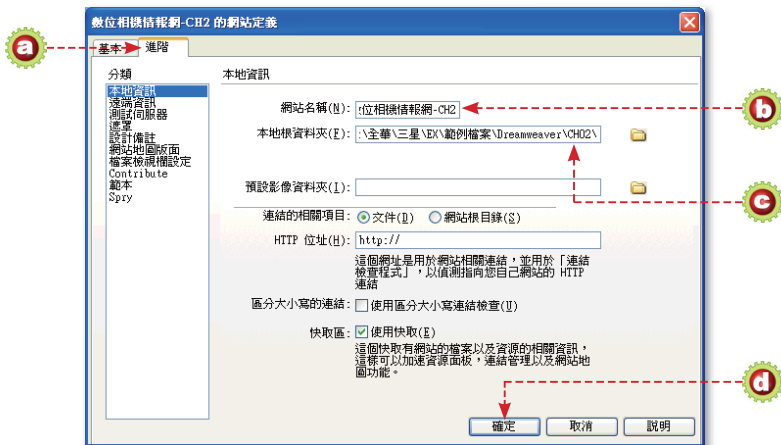 數位相機情報網-CH2 的網站定義
基本 進階
a
分類
本地資訊
遠端資訊
測試伺服器
遮罩
設計備註
網站地圖版面
檔案檢視欄設定
Contribute
範本
Spry
本地資訊
網站名稱(N): 位相機情報網-CH2
b
本地根資料夾(F): :\全華\三星\EX\範例檔案\Dreamweaver\CH02\
c
預設影像資料夾(I):
連結的相關項目: 文件(D) 網站根目錄(S)
HTTP 位址(H): http://
這個網址是用於網站相關連結，並用於「連結
檢查程式」，以偵測指向您自己網站的 HTTP
連結
區分大小寫的連結: 使用區分大小寫連結檢查(U)
快取區: 使用快取(E)
這個快取有網站的檔案以及資源的相關資訊，
這樣可以加速資源面板，連結管理以及網站地
圖功能。
d
確定 取消 說明